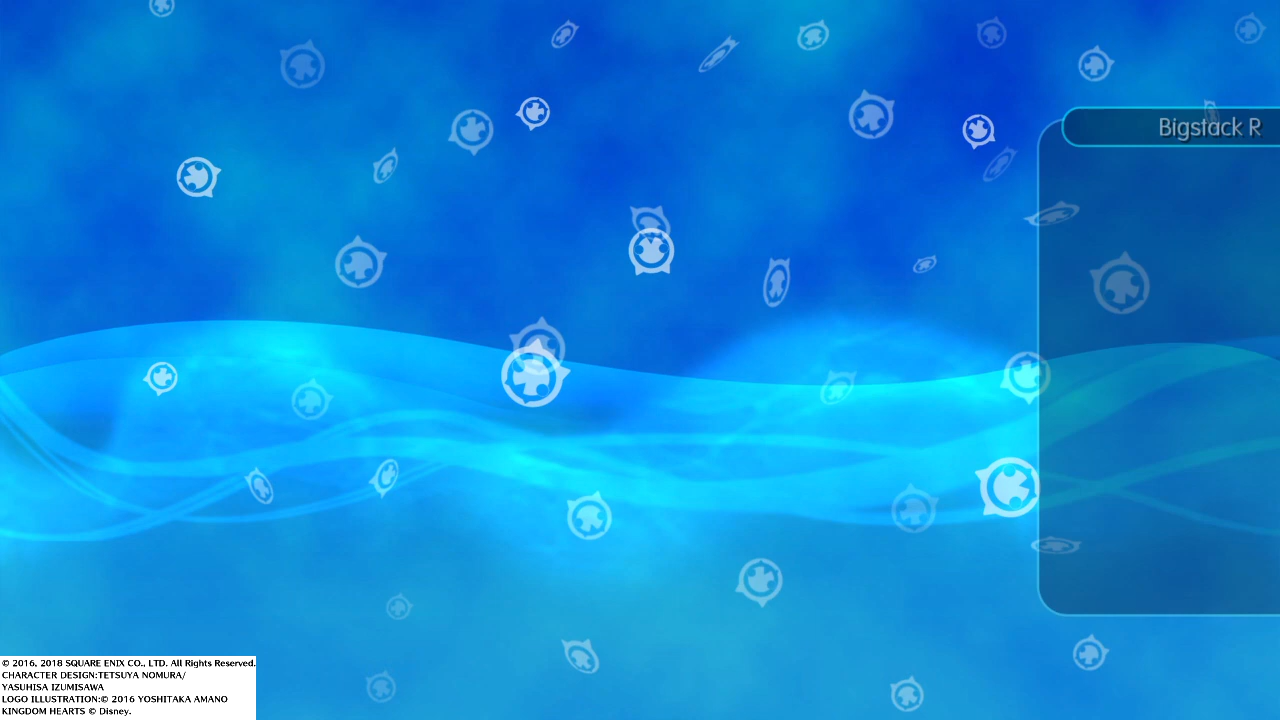 Bigstack R
© 2016, 2018 SQUARE ENIX CO., LTD. All Rights Reserved.
CHARACTER DESIGN:TETSUYA NOMURA/
YASUHISA IZUMISAWA
LOGO ILLUSTRATION:© 2016 YOSHITAKA AMANO
KINGDOM HEARTS © Disney.